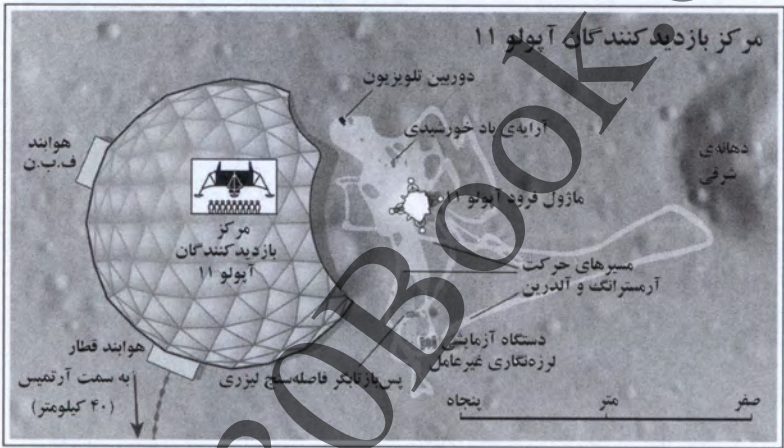 مرکز بازدیدکنندگان آپولو ۱۱
دوربین تلویزیون
آرایه‌ی باد خورشیدی
دهانه‌ی
شرقی
هوابند
ف.ب.ن
ماژول فرود آپولو ۱۱
مرکز
بازدیدکنندگان
آپولو ۱۱
مسیرهای حرکت
آرمسترانگ و آلدرین
دستگاه آزمایشی
لرزه‌نگاری غیرعامل
هوابند قطار
پس‌بازتابگر فاصله‌سنج لیزری
به سمت آرتمیس
(۴۰ کیلومتر)
صفر
متر
پنجاه